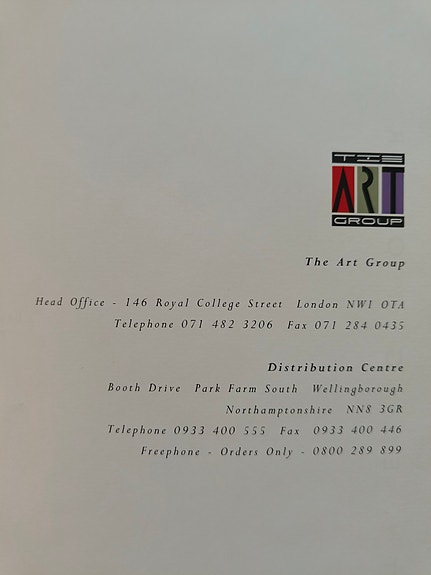 THE
ART
GROUP
The Art Group
Head Office - 146 Royal College Street London NW1 OTA
Telephone 071 482 3206 Fax 071 284 0435
Distribution Centre
Booth Drive Park Farm South Wellingborough
Northamptonshire NN8 3GR
Telephone 0933 400 555 Fax 0933 400 446
Freephone - Orders Only - 0800 289 899